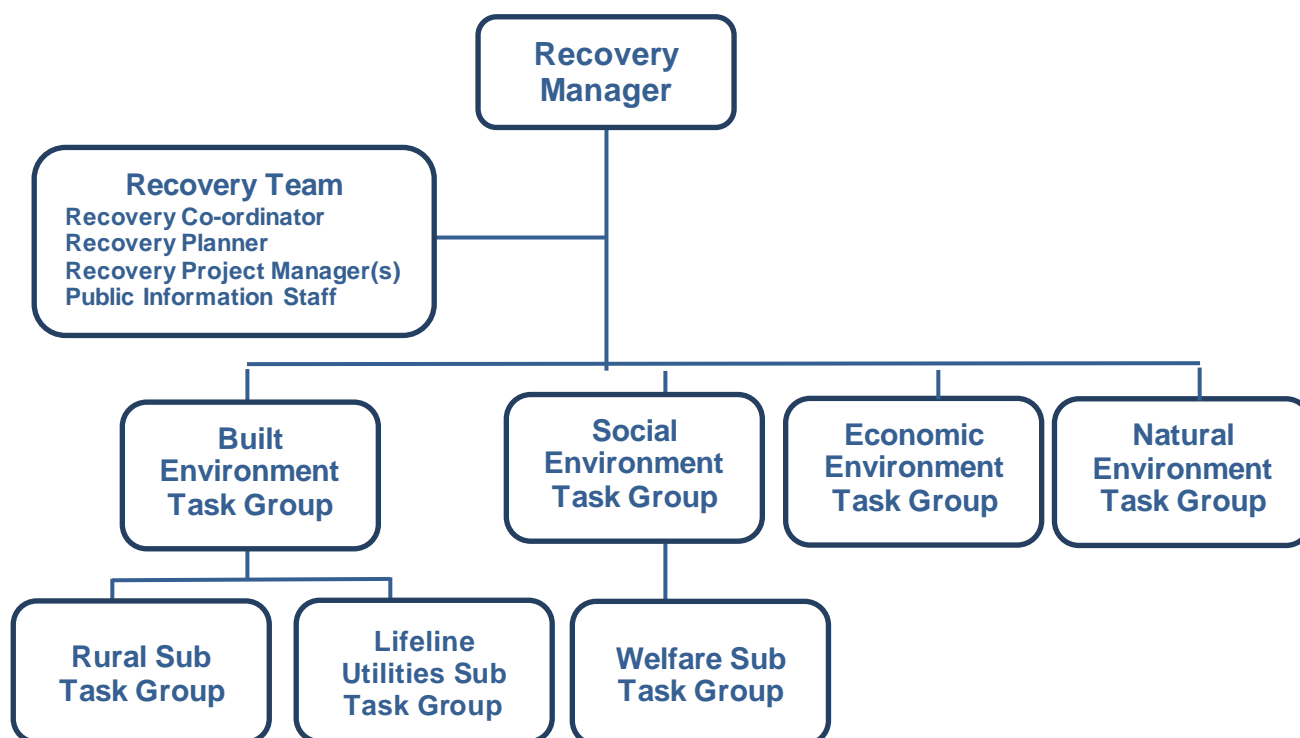 Recovery
Manager
Recovery Team
Recovery Co-ordinator
Recovery Planner
Recovery Project Manager(s)
Public Information Staff
Built
Environment
Task Group
Social
Environment
Task Group
Economic
Environment
Task Group
Natural
Environment
Task Group
Rural Sub
Task Group
Lifeline
Utilities Sub
Task Group
Welfare Sub
Task Group